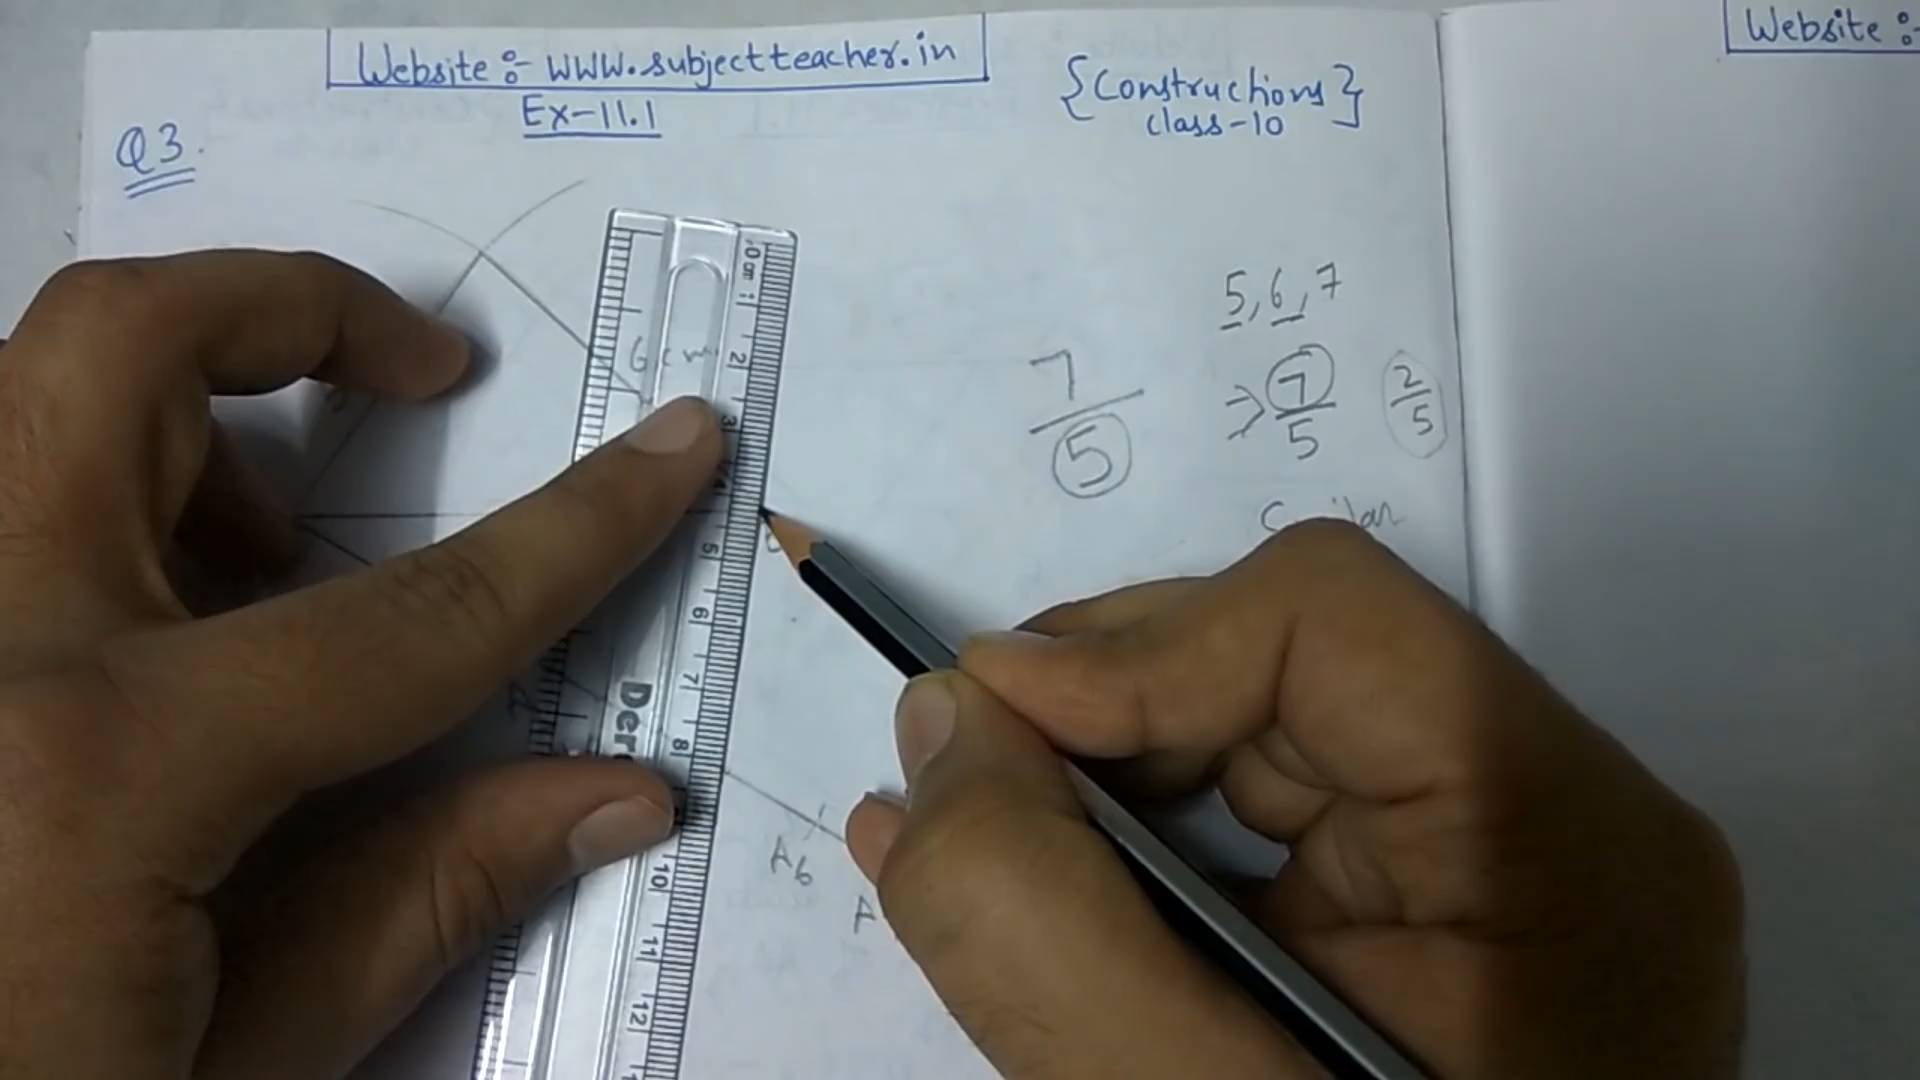 Website :- www.subjectteacher.in
Website :-
Ex-11.1
{Constructions}
class-10
Q3.
5, 6, 7
6cm
7/5
⇒ 7/5
2/5
A6
A
0 cm 1 2 3 4 5 6 7 8 10 11 12